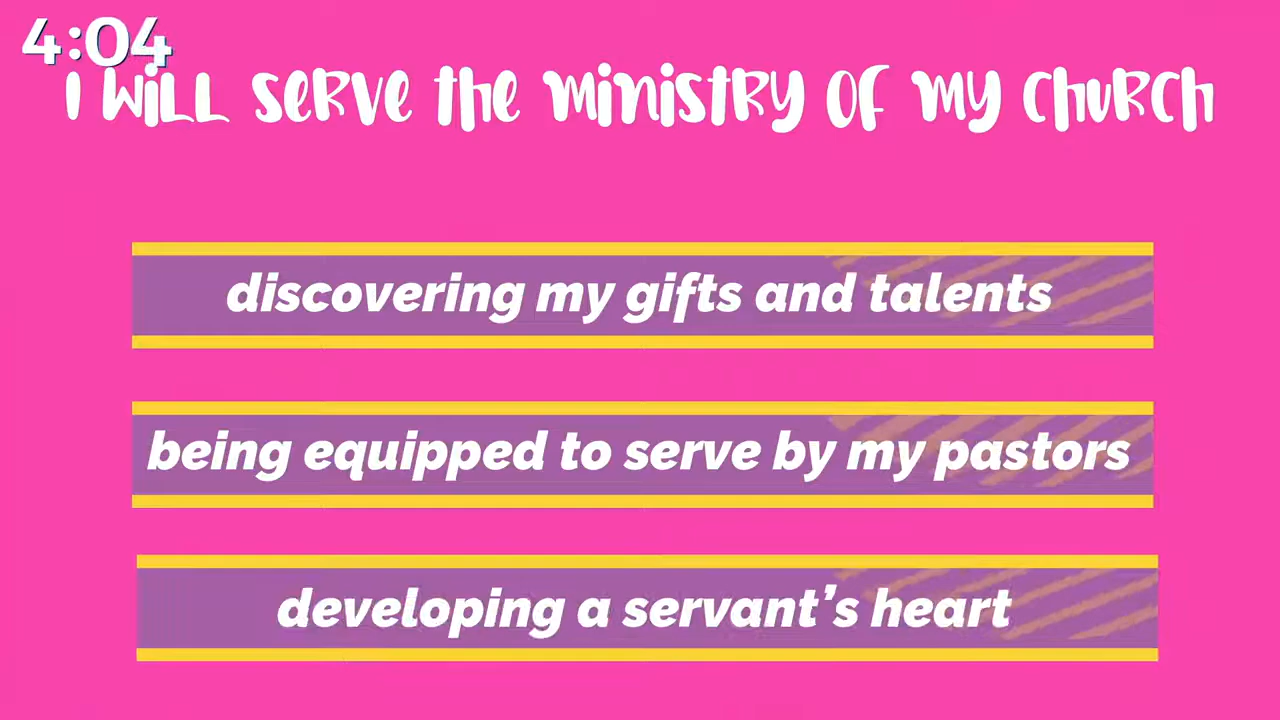 4:04
I WILL SERVE THE MINISTRY OF MY CHURCH
discovering my gifts and talents
being equipped to serve by my pastors
developing a servant’s heart